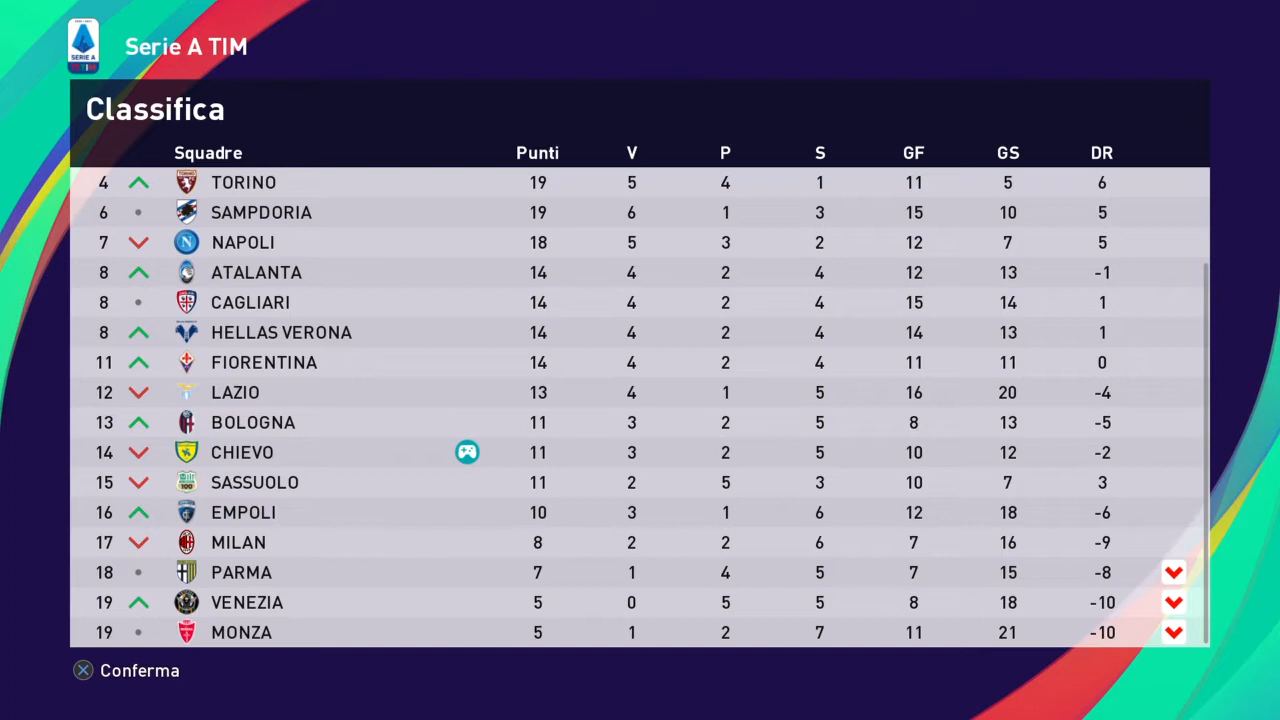 SERIE A
TIM
Serie A TIM
Classifica
Squadre Punti V P S GF GS DR
4 TORINO 19 5 4 1 11 5 6
6 SAMPDORIA 19 6 1 3 15 10 5
7 N NAPOLI 18 5 3 2 12 7 5
8 ATALANTA 14 4 2 4 12 13 -1
8 CAGLIARI 14 4 2 4 15 14 1
8 HELLAS VERONA 14 4 2 4 14 13 1
11 FIORENTINA 14 4 2 4 11 11 0
12 LAZIO 13 4 1 5 16 20 -4
13 BOLOGNA 11 3 2 5 8 13 -5
14 CHIEVO 11 3 2 5 10 12 -2
15 SASSUOLO 11 2 5 3 10 7 3
16 EMPOLI 10 3 1 6 12 18 -6
17 MILAN 8 2 2 6 7 16 -9
18 PARMA 7 1 4 5 7 15 -8
19 VENEZIA 5 0 5 5 8 18 -10
19 MONZA 5 1 2 7 11 21 -10
Conferma